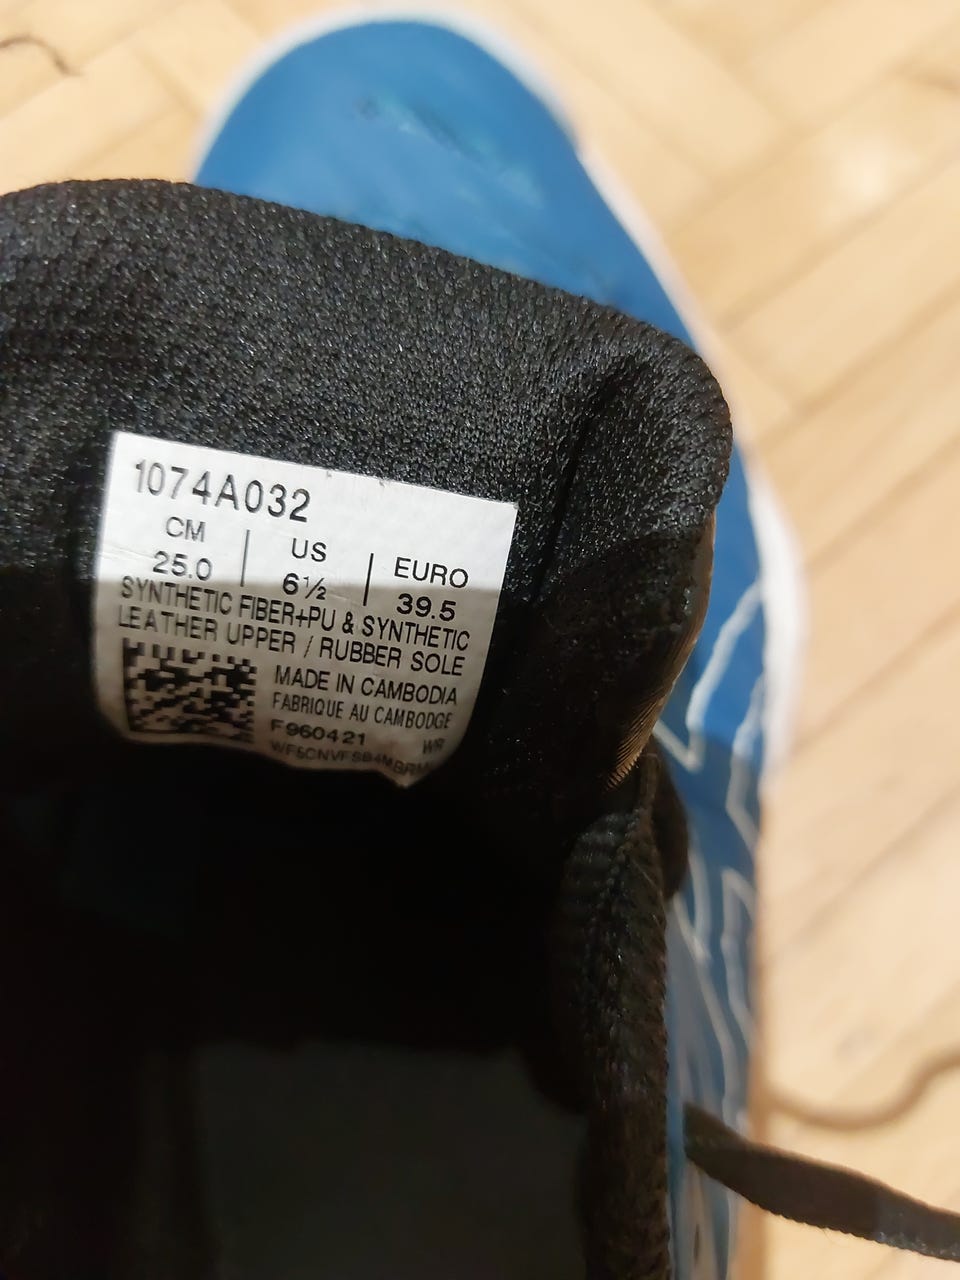 1074A032
CM US EURO
25.0 6½ 39.5
SYNTHETIC FIBER+PU & SYNTHETIC
LEATHER UPPER / RUBBER SOLE
MADE IN CAMBODIA
FABRIQUE AU CAMBODGE
F960421 WR